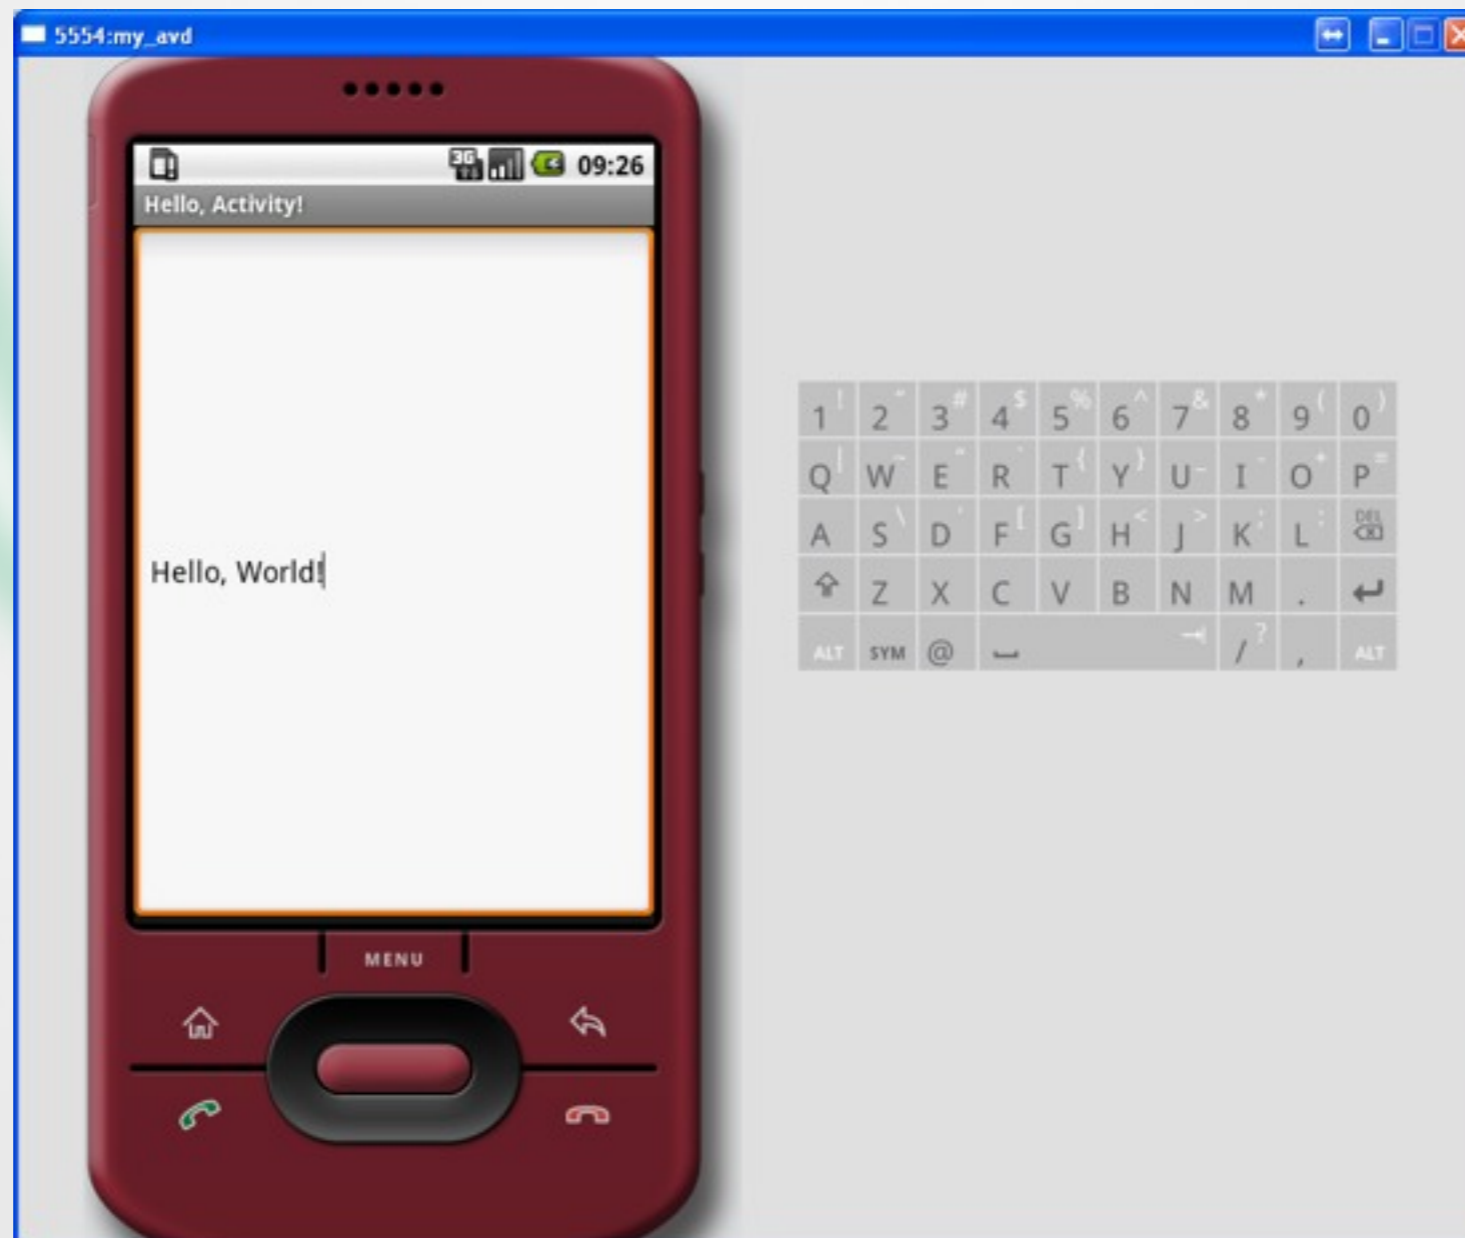 5554:my_avd
3G 09:26
Hello, Activity!
Hello, World!
MENU
1 ! 2 " 3 # 4 $ 5 % 6 ^ 7 & 8 * 9 ( 0 )
Q | W ~ E " R ` T { Y } U _ I - O + P =
A S \ D ' F [ G ] H < J > K ; L : DEL
Z X C V B N M .
ALT SYM @ / ? , ALT